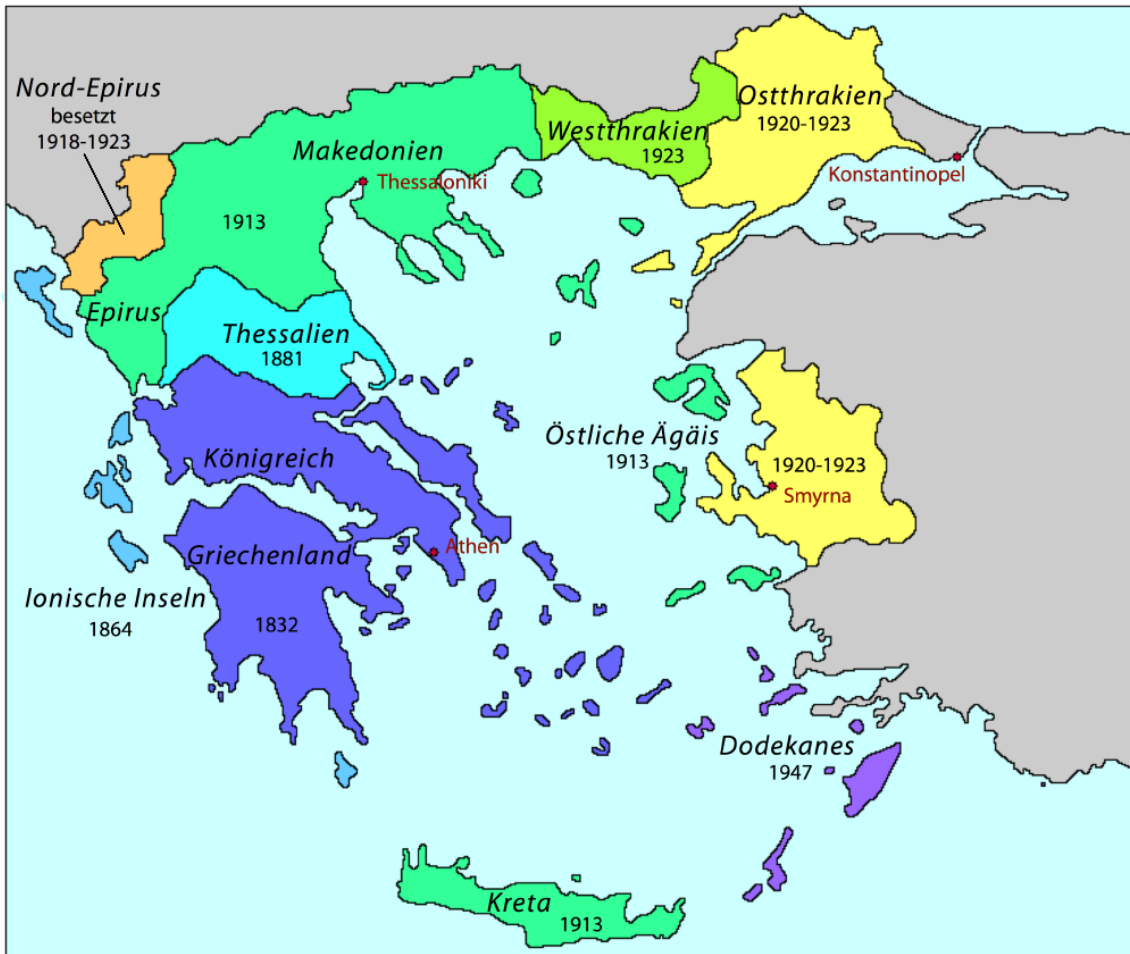 Nord-Epirus
besetzt
1918-1923
Ostthrakien
1920-1923
Westthrakien
1923
Makedonien
Konstantinopel
Thessaloniki
1913
Epirus
Thessalien
1881
Östliche Ägäis
1913
Königreich
1920-1923
Smyrna
Griechenland
Athen
Ionische Inseln
1864
1832
Dodekanes
1947
Kreta
1913